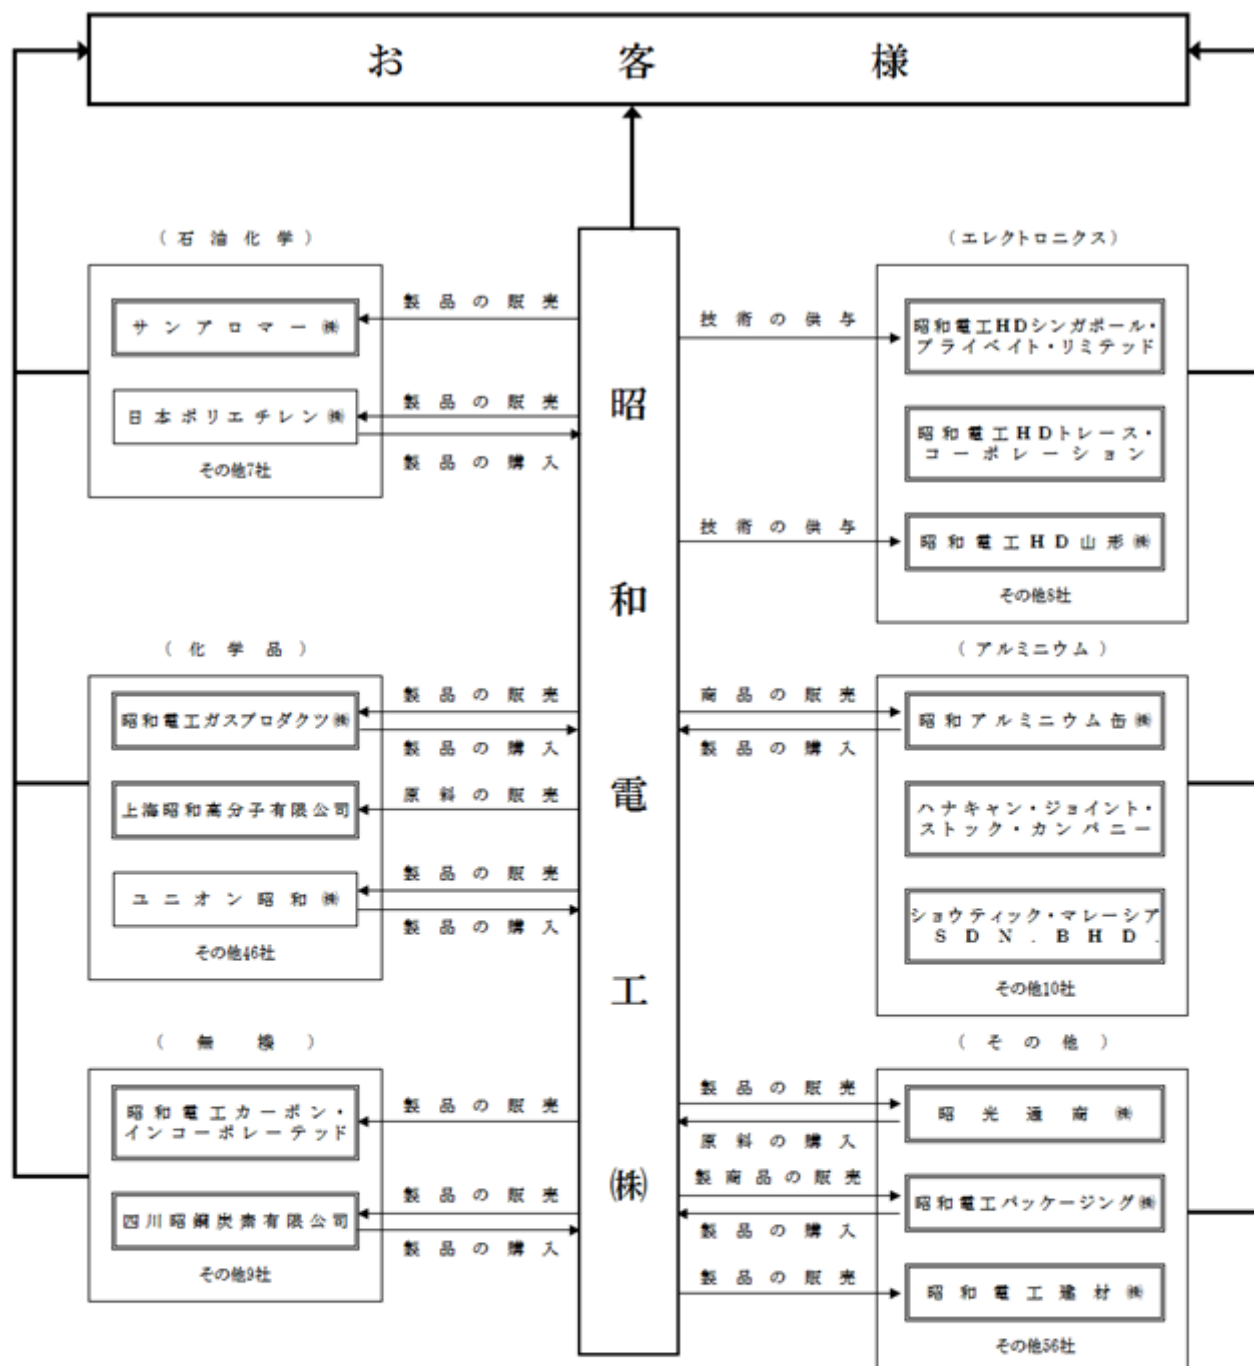 お客様
(石油化学)
サンアロマー㈱
日本ポリエチレン㈱
その他7社
製品の販売
製品の販売
製品の購入
(化学品)
昭和電工ガスプロダクツ㈱
上海昭和高分子有限公司
ユニオン昭和㈱
その他46社
製品の販売
製品の購入
原料の販売
製品の販売
製品の購入
(無機)
昭和電工カーボン・
インコーポレーテッド
四川昭鋼炭素有限公司
その他9社
製品の販売
製品の販売
製品の購入
昭和電工㈱
(エレクトロニクス)
技術の供与
技術の供与
昭和電工HDシンガポール・
プライベイト・リミテッド
昭和電工HDトレース・
コーポレーション
昭和電工HD山形㈱
その他8社
(アルミニウム)
商品の販売
製品の購入
昭和アルミニウム缶㈱
ハナキャン・ジョイント・
ストック・カンパニー
ショウティック・マレーシア
SDN.BHD.
その他10社
(その他)
製品の販売
原料の購入
製商品の販売
製品の購入
製品の販売
昭光通商㈱
昭和電工パッケージング㈱
昭和電工建材㈱
その他56社